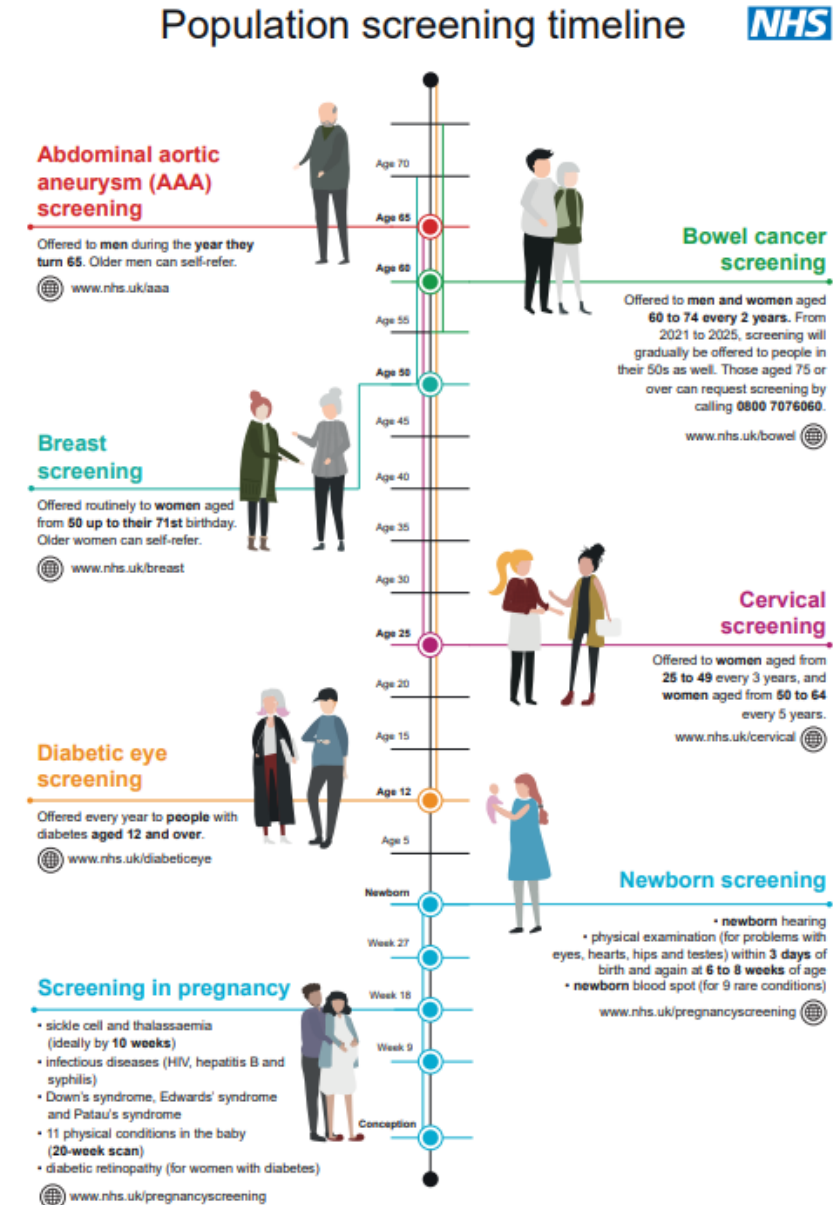 Population screening timeline
NHS
Abdominal aortic
aneurysm (AAA)
screening
Offered to men during the year they
turn 65. Older men can self-refer.
www.nhs.uk/aaa
Bowel cancer
screening
Offered to men and women aged
60 to 74 every 2 years. From
2021 to 2025, screening will
gradually be offered to people in
their 50s as well. Those aged 75 or
over can request screening by
calling 0800 7076060.
www.nhs.uk/bowel
Breast
screening
Offered routinely to women aged
from 50 up to their 71st birthday.
Older women can self-refer.
www.nhs.uk/breast
Cervical
screening
Offered to women aged from
25 to 49 every 3 years, and
women aged from 50 to 64
every 5 years.
www.nhs.uk/cervical
Diabetic eye
screening
Offered every year to people with
diabetes aged 12 and over.
www.nhs.uk/diabeticeye
Newborn screening
• newborn hearing
• physical examination (for problems with
eyes, hearts, hips and testes) within 3 days of
birth and again at 6 to 8 weeks of age
• newborn blood spot (for 9 rare conditions)
www.nhs.uk/pregnancyscreening
Screening in pregnancy
• sickle cell and thalassaemia
(ideally by 10 weeks)
• infectious diseases (HIV, hepatitis B and
syphilis)
• Down's syndrome, Edwards' syndrome
and Patau's syndrome
• 11 physical conditions in the baby
(20-week scan)
• diabetic retinopathy (for women with diabetes)
www.nhs.uk/pregnancyscreening
Age 70
Age 65
Age 60
Age 55
Age 50
Age 45
Age 40
Age 35
Age 30
Age 25
Age 20
Age 15
Age 12
Age 5
Newborn
Week 27
Week 18
Week 9
Conception